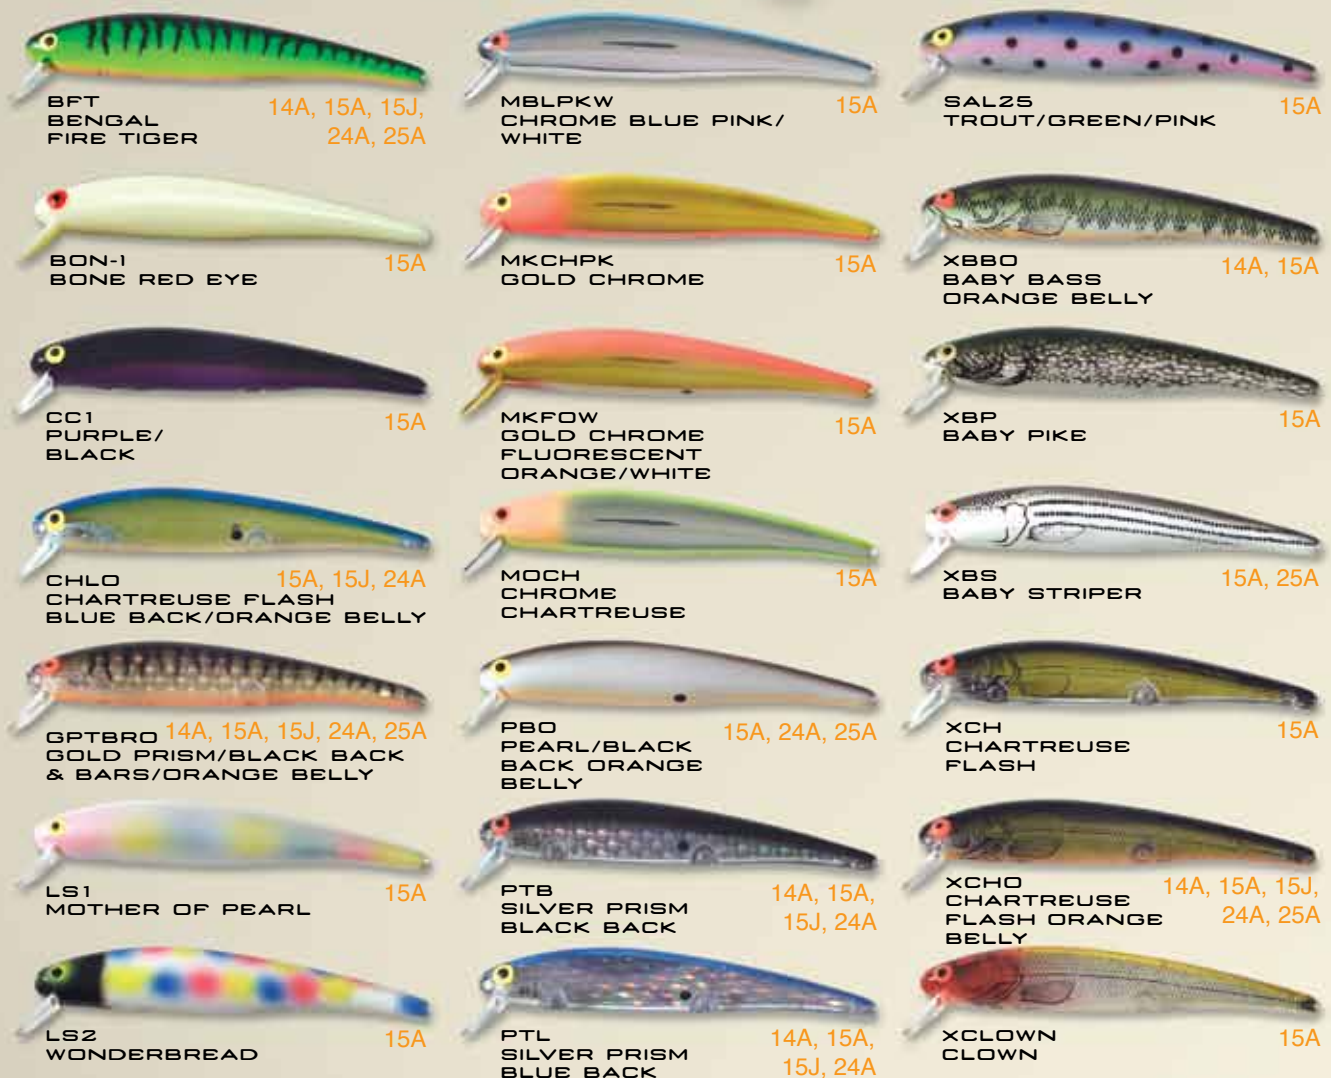 BFT 14A, 15A, 15J,
BENGAL
FIRE TIGER 24A, 25A
BON-1 15A
BONE RED EYE
CC1 15A
PURPLE/
BLACK
CHLO 15A, 15J, 24A
CHARTREUSE FLASH
BLUE BACK/ORANGE BELLY
GPTBRO 14A, 15A, 15J, 24A, 25A
GOLD PRISM/BLACK BACK
& BARS/ORANGE BELLY
LS1 15A
MOTHER OF PEARL
LS2 15A
WONDERBREAD
MBLPKW 15A
CHROME BLUE PINK/
WHITE
MKCHPK 15A
GOLD CHROME
MKFOW 15A
GOLD CHROME
FLUORESCENT
ORANGE/WHITE
MOCH 15A
CHROME
CHARTREUSE
PBO 15A, 24A, 25A
PEARL/BLACK
BACK ORANGE
BELLY
PTB 14A, 15A,
SILVER PRISM
BLACK BACK 15J, 24A
PTL 14A, 15A,
SILVER PRISM
BLUE BACK 15J, 24A
SAL25 15A
TROUT/GREEN/PINK
XBBO 14A, 15A
BABY BASS
ORANGE BELLY
XBP 15A
BABY PIKE
XBS 15A, 25A
BABY STRIPER
XCH 15A
CHARTREUSE
FLASH
XCHO 14A, 15A, 15J,
CHARTREUSE
FLASH ORANGE 24A, 25A
BELLY
XCLOWN 15A
CLOWN